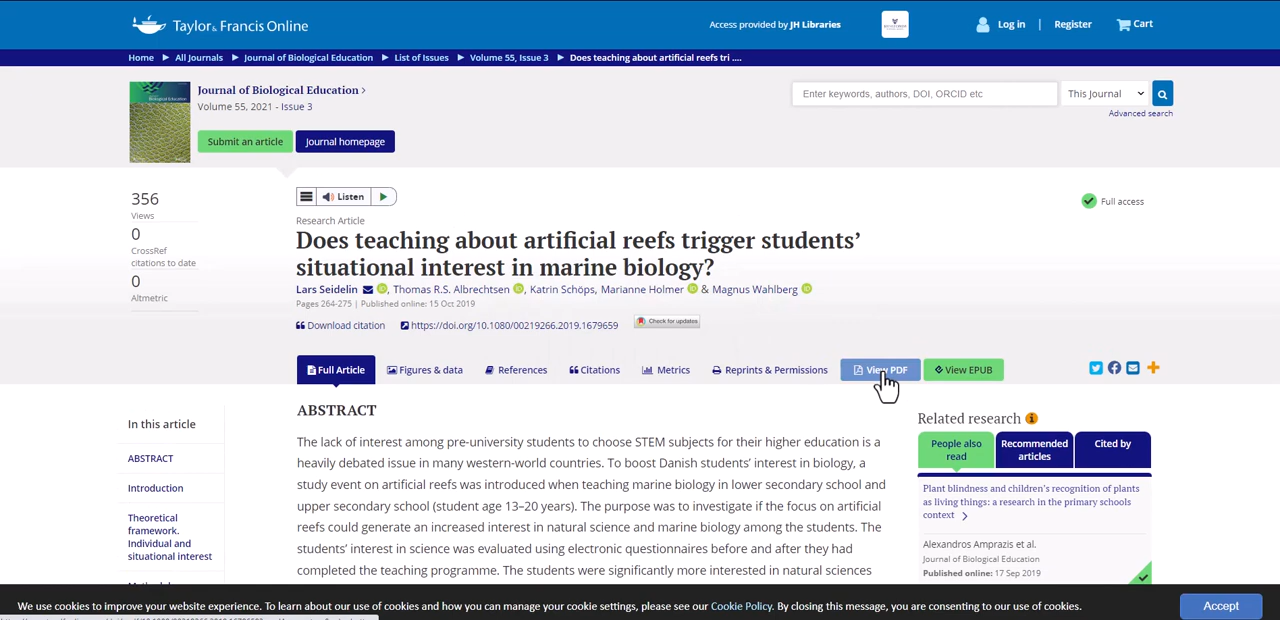 Taylor & Francis Online
Access provided by JH Libraries
Log in | Register
Cart
Home
All Journals
Journal of Biological Education
List of Issues
Volume 55, Issue 3
Does teaching about artificial reefs tri ....
Journal of Biological Education >
Volume 55, 2021 - Issue 3
Enter keywords, authors, DOI, ORCID etc
This Journal
Advanced search
Submit an article
Journal homepage
356
Views
0
CrossRef
citations to date
0
Altmetric
Listen
Full access
Research Article
Does teaching about artificial reefs trigger students’
situational interest in marine biology?
Lars Seidelin, Thomas R.S. Albrechtsen, Katrin Schöps, Marianne Holmer & Magnus Wahlberg
Pages 264-275 | Published online: 15 Oct 2019
Download citation
https://doi.org/10.1080/00219266.2019.1679659
Check for updates
Full Article
Figures & data
References
Citations
Metrics
Reprints & Permissions
View PDF
View EPUB
In this article
ABSTRACT
Introduction
Theoretical
framework.
Individual and
situational interest
ABSTRACT
The lack of interest among pre-university students to choose STEM subjects for their higher education is a
heavily debated issue in many western-world countries. To boost Danish students’ interest in biology, a
study event on artificial reefs was introduced when teaching marine biology in lower secondary school and
upper secondary school (student age 13–20 years). The purpose was to investigate if the focus on artificial
reefs could generate an increased interest in natural science and marine biology among the students. The
students’ interest in science was evaluated using electronic questionnaires before and after they had
completed the teaching programme. The students were significantly more interested in natural sciences
Related research
People also
read
Recommended
articles
Cited by
Plant blindness and children’s recognition of plants
as living things: a research in the primary schools
context >
Alexandros Amprazis et al.
Journal of Biological Education
Published online: 17 Sep 2019
We use cookies to improve your website experience. To learn about our use of cookies and how you can manage your cookie settings, please see our Cookie Policy. By closing this message, you are consenting to our use of cookies.
Accept